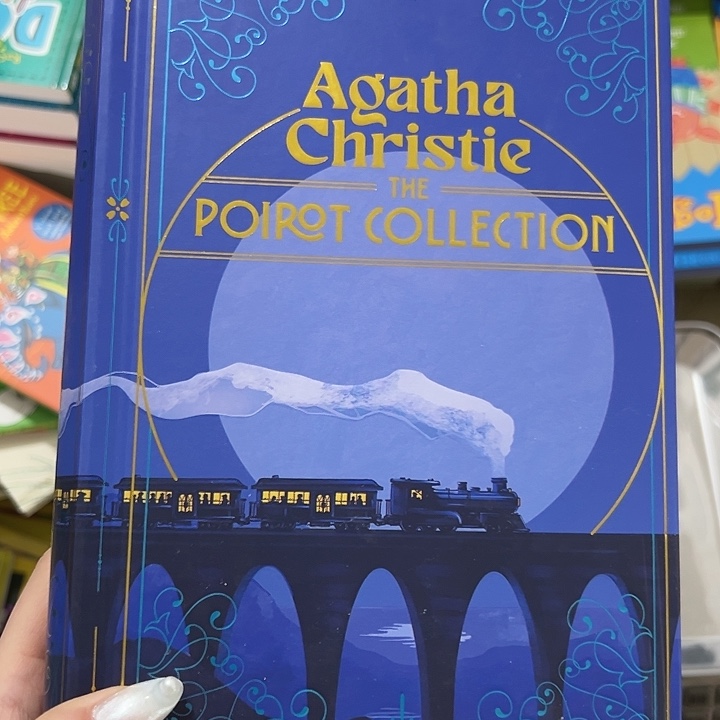 Agatha
Christie
THE
POIROT COLLECTION